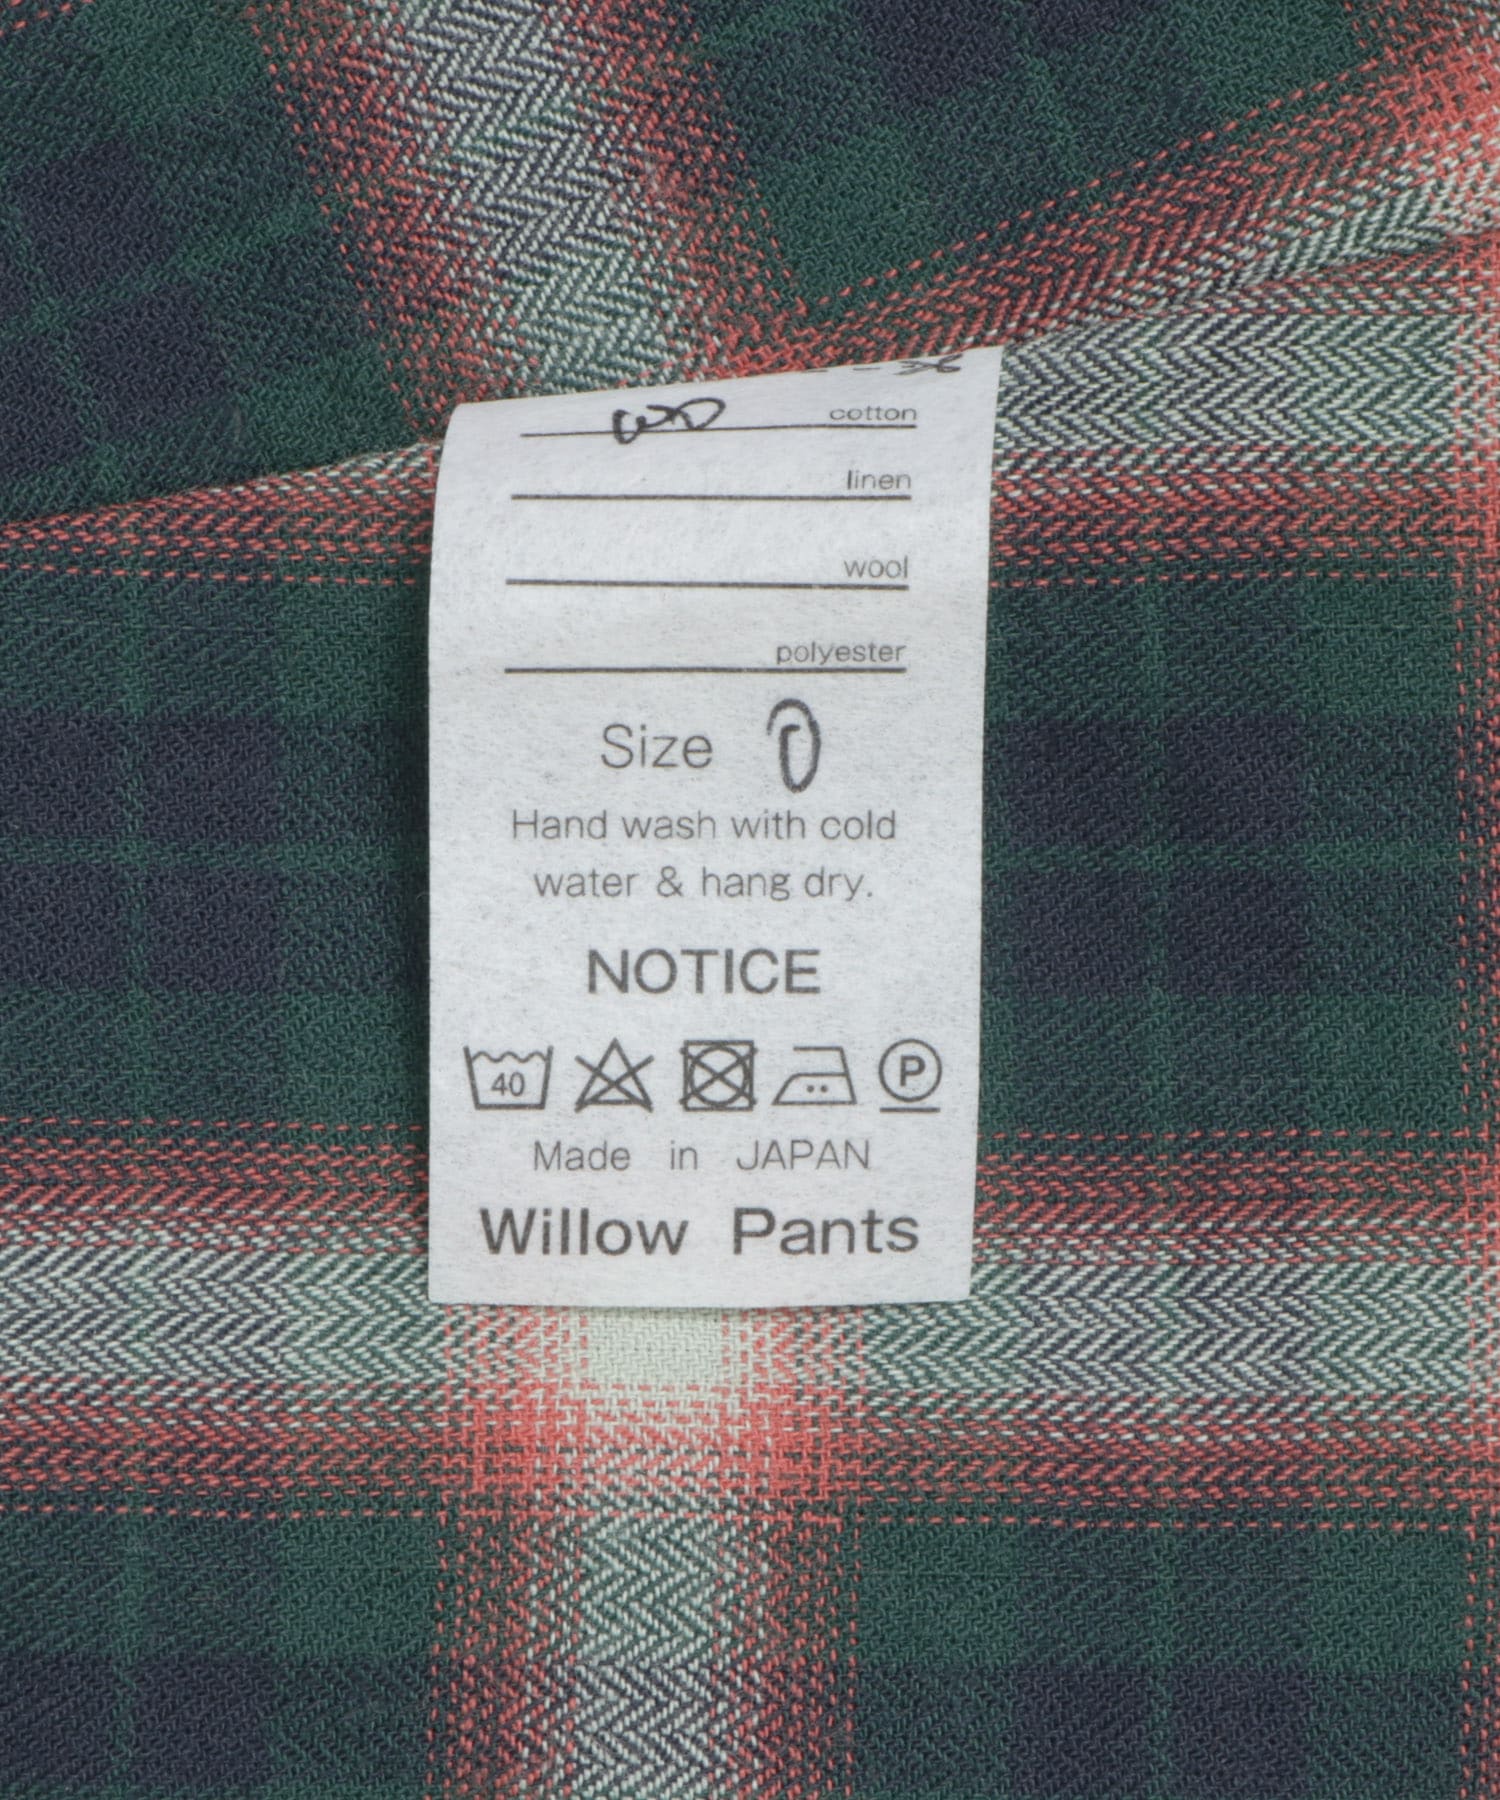 cotton
linen
wool
polyester
Size 0
Hand wash with cold
water & hang dry.
NOTICE
40 P
Made in JAPAN
Willow Pants